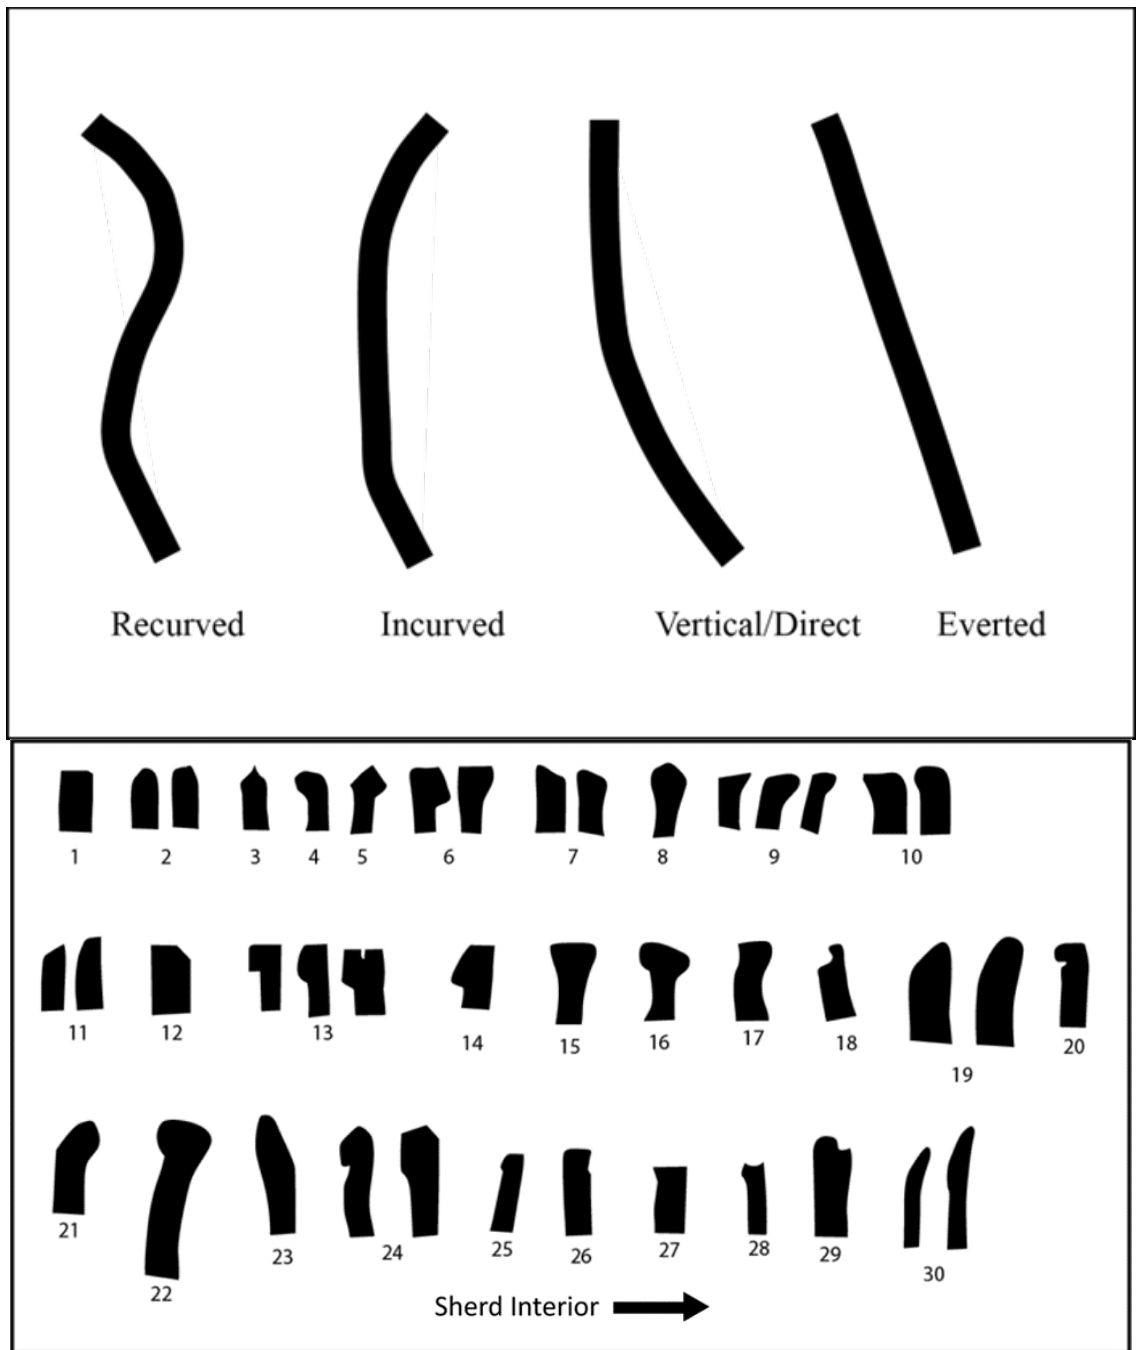 Recurved Incurved Vertical/Direct Everted
1 2 3 4 5 6 7 8 9 10
11 12 13 14 15 16 17 18 19 20
21 22 23 24 25 26 27 28 29 30
Sherd Interior